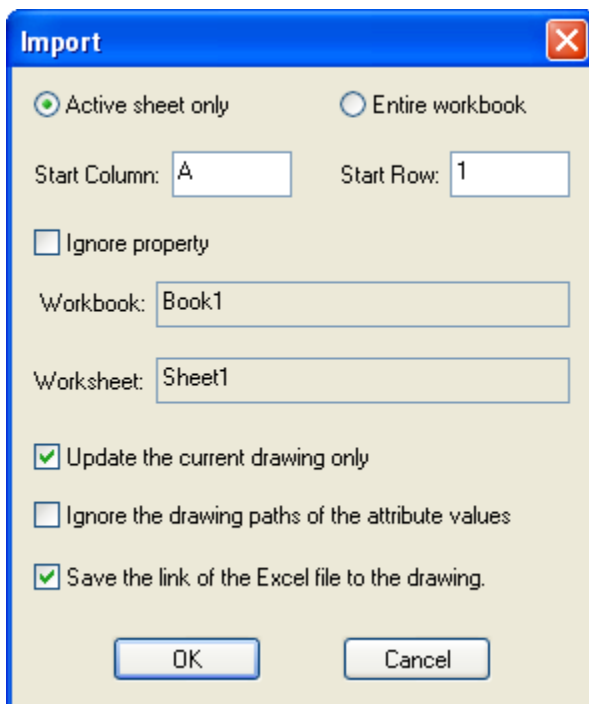 Import
Active sheet only Entire workbook
Start Column: A Start Row: 1
Ignore property
Workbook: Book1
Worksheet: Sheet1
Update the current drawing only
Ignore the drawing paths of the attribute values
Save the link of the Excel file to the drawing.
OK Cancel